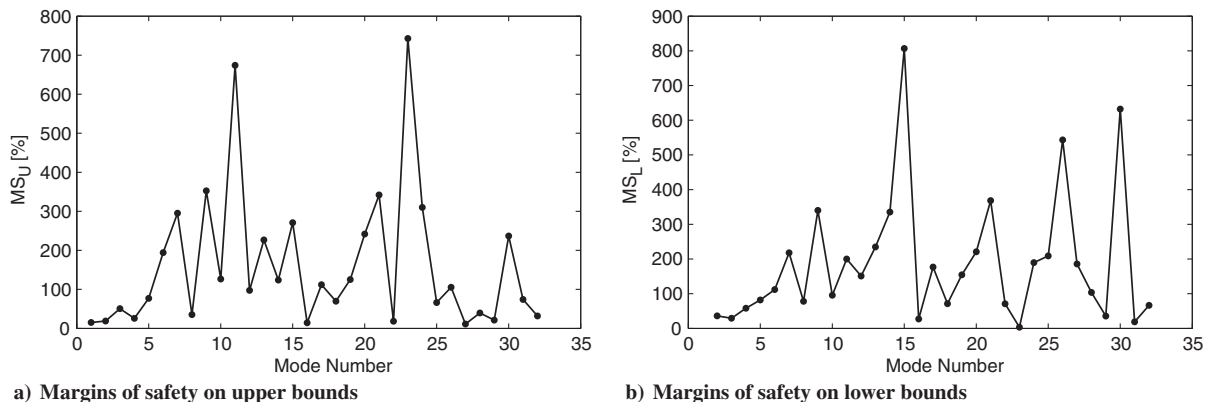 800
700
600
500
400
300
200
100
0
MS_U [%]
0 5 10 15 20 25 30 35
Mode Number
a) Margins of safety on upper bounds
900
800
700
600
500
400
300
200
100
0
MS_L [%]
0 5 10 15 20 25 30 35
Mode Number
b) Margins of safety on lower bounds